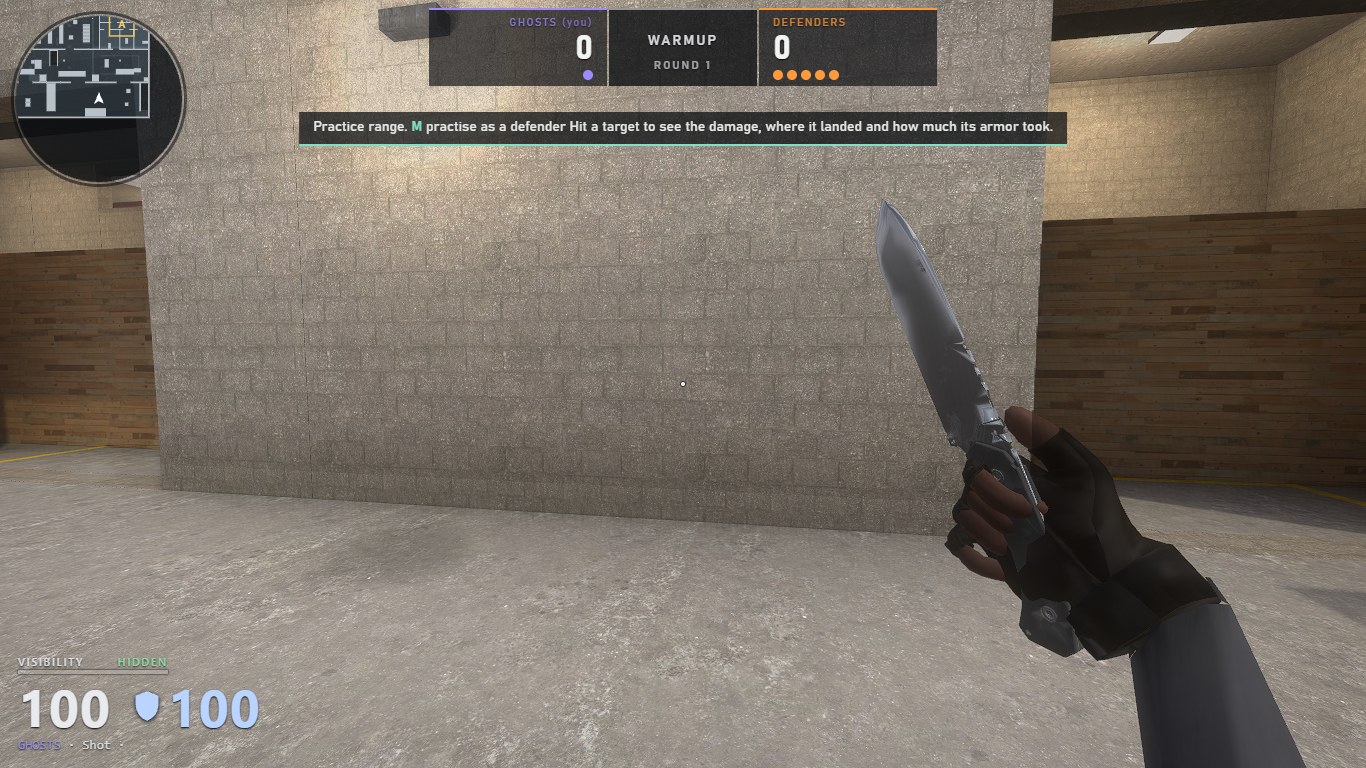 A
GHOSTS (you)
0
WARMUP
ROUND 1
DEFENDERS
0
Practice range. M practise as a defender Hit a target to see the damage, where it landed and how much its armor took.
VISIBILITY HIDDEN
100 100
GHOSTS · Shot ·